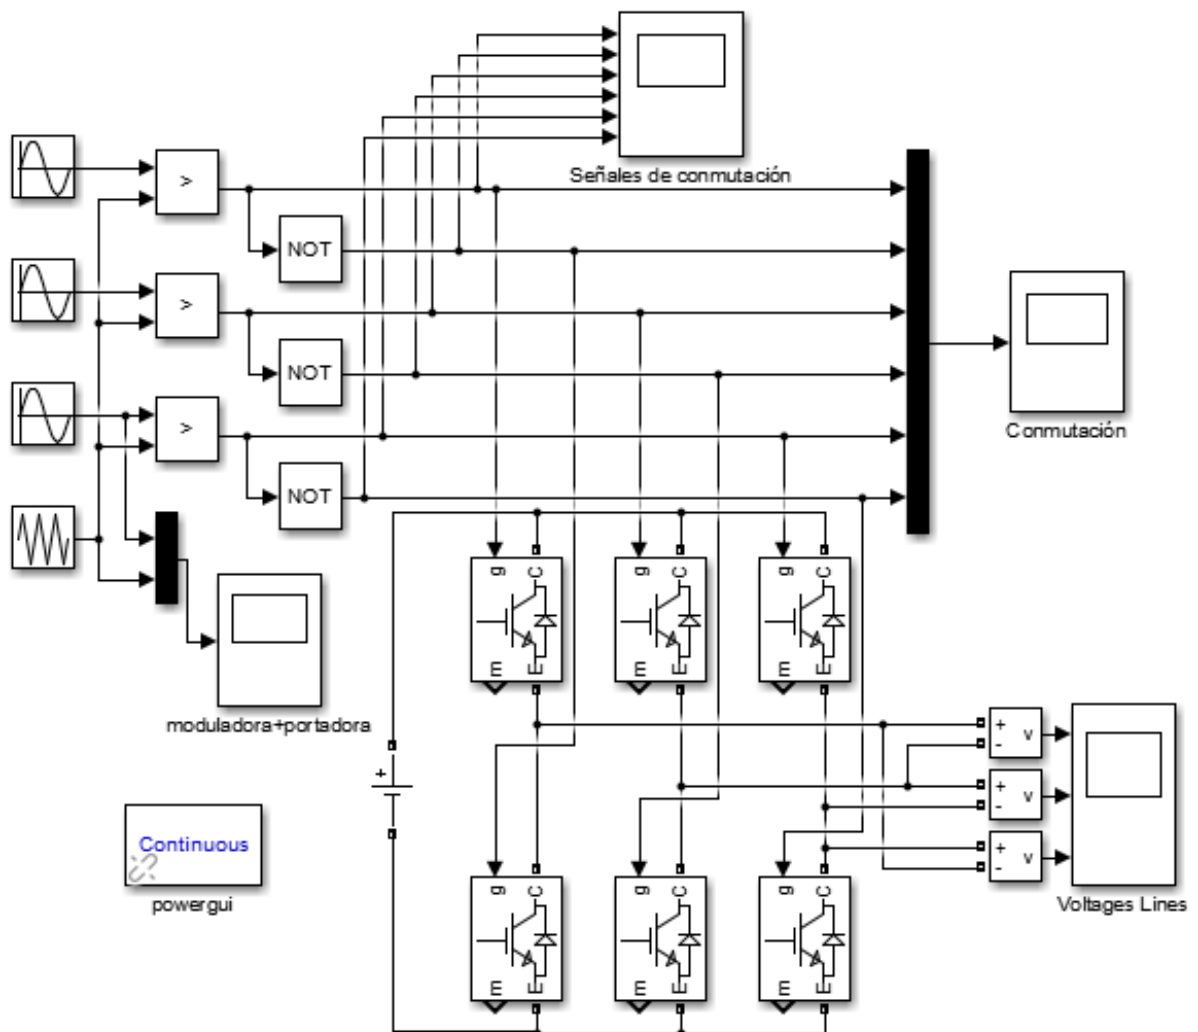 Señales de conmutación
>
NOT
>
NOT
>
NOT
Conmutación
g C
m E
g C
m E
g C
m E
moduladora+portadora
+
+
-
v
+
-
v
+
-
v
Voltages Lines
Continuous
powergui
g C
m E
g C
m E
g C
m E